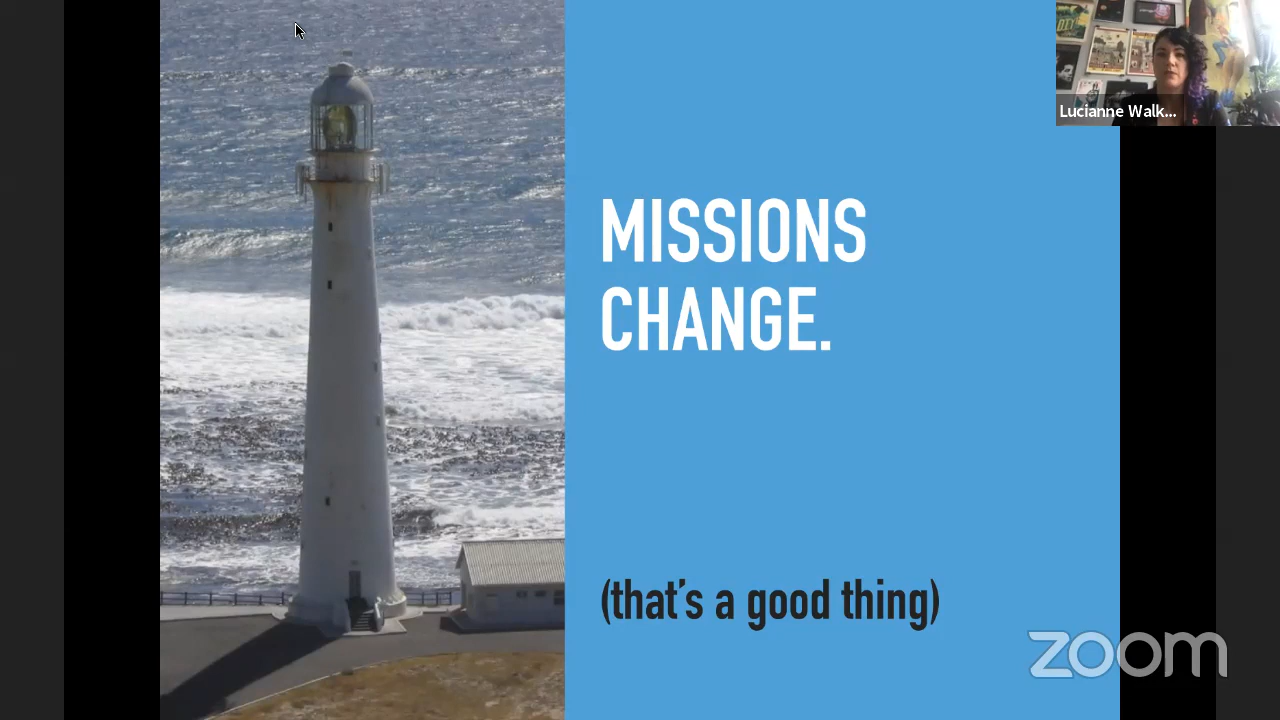 MISSIONS
CHANGE.
(that's a good thing)
Lucianne Walk...
zoom